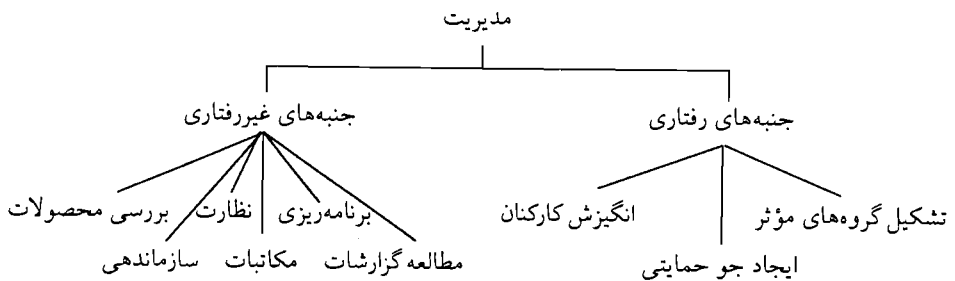 مدیریت
جنبه‌های رفتاری
جنبه‌های غیررفتاری
تشکیل گروه‌های مؤثر
ایجاد جو حمایتی
انگیزش کارکنان
مطالعه گزارشات
برنامه‌ریزی
مکاتبات
نظارت
سازماندهی
بررسی محصولات